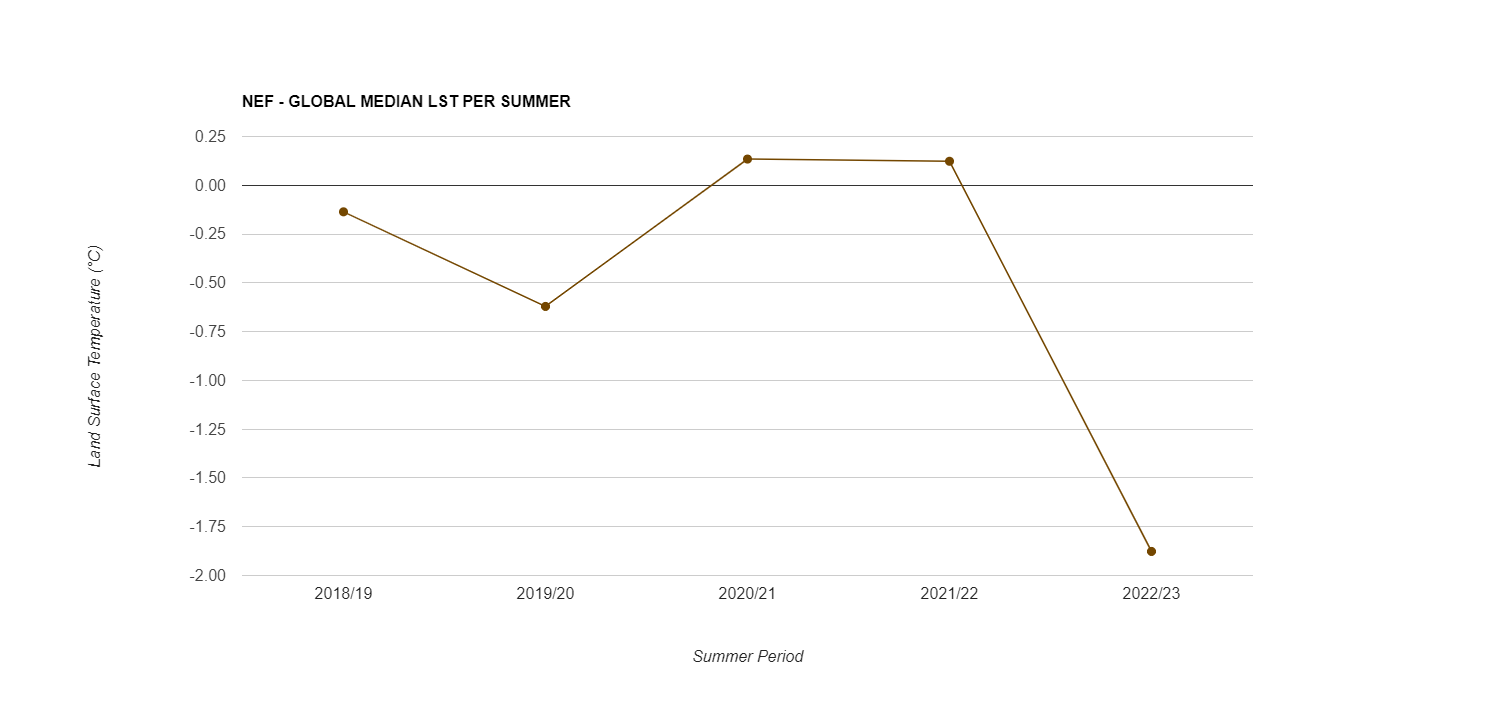 NEF - GLOBAL MEDIAN LST PER SUMMER
0.25
0.00
-0.25
-0.50
-0.75
-1.00
-1.25
-1.50
-1.75
-2.00
Land Surface Temperature (°C)
2018/19 2019/20 2020/21 2021/22 2022/23
Summer Period